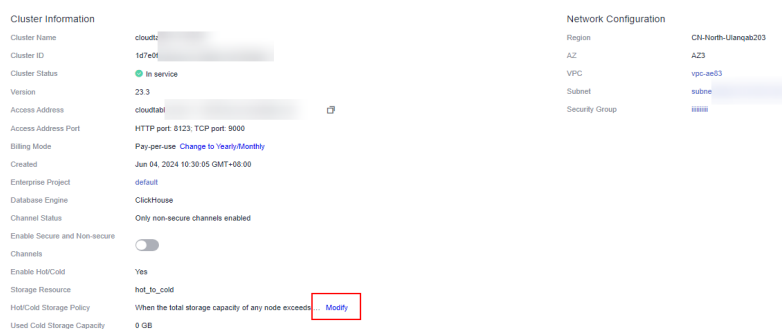 Cluster Information
Cluster Name
Cluster ID
Cluster Status In service
Version 23.3
Access Address
Access Address Port HTTP port: 8123; TCP port: 9000
Billing Mode Pay-per-use Change to Yearly/Monthly
Created Jun 04, 2024 10:30:05 GMT+08:00
Enterprise Project default
Database Engine ClickHouse
Channel Status Only non-secure channels enabled
Enable Secure and Non-secure
Channels
Enable Hot/Cold Yes
Storage Resource hot_to_cold
Hot/Cold Storage Policy When the total storage capacity of any node exceeds ... Modify
Used Cold Storage Capacity 0 GB
Network Configuration
Region CN-North-Ulanqab203
AZ AZ3
VPC vpc-ae83
Subnet
Security Group